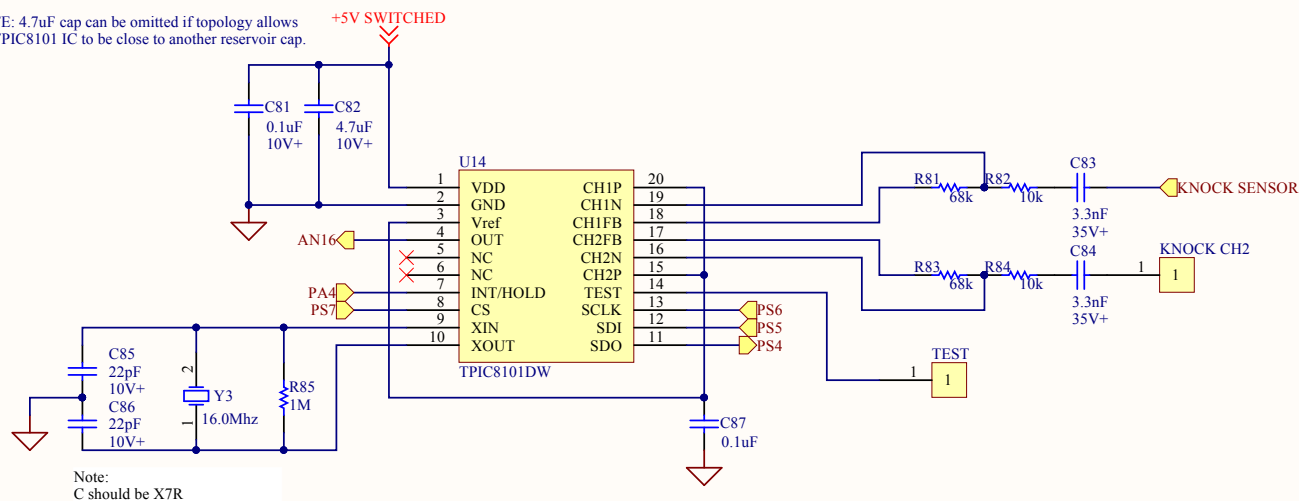 E: 4.7uF cap can be omitted if topology allows
TPIC8101 IC to be close to another reservoir cap.
+5V SWITCHED
C81
0.1uF
10V+
C82
4.7uF
10V+
U14
1 VDD
2 GND
3 Vref
4 OUT
5 NC
6 NC
7 INT/HOLD
8 CS
9 XIN
10 XOUT
CH1P 20
CH1N 19
CH1FB 18
CH2FB 17
CH2N 16
CH2P 15
TEST 14
SCLK 13
SDI 12
SDO 11
TPIC8101DW
AN16
PA4
PS7
PS6
PS5
PS4
R81
68k
R82
10k
C83
3.3nF
35V+
KNOCK SENSOR
R83
68k
R84
10k
C84
3.3nF
35V+
KNOCK CH2
1
1
TEST
1
1
C85
22pF
10V+
C86
22pF
10V+
2
Y3
1
16.0Mhz
R85
1M
C87
0.1uF
Note:
C should be X7R